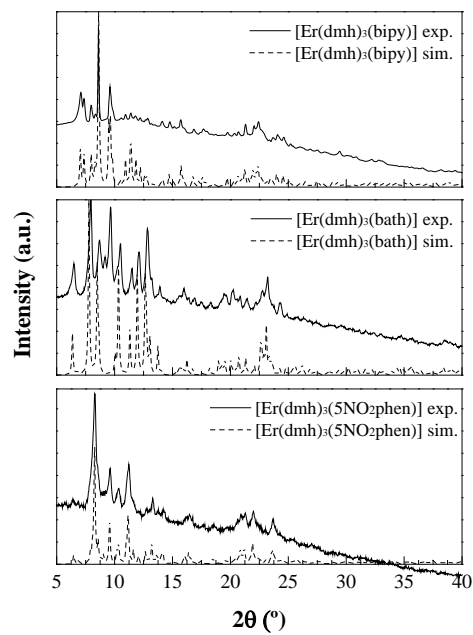 [Er(dmh)₃(bipy)] exp.
[Er(dmh)₃(bipy)] sim.
[Er(dmh)₃(bath)] exp.
[Er(dmh)₃(bath)] sim.
Intensity (a.u.)
[Er(dmh)₃(5NO₂phen)] exp.
[Er(dmh)₃(5NO₂phen)] sim.
5 10 15 20 25 30 35 40
2θ (º)